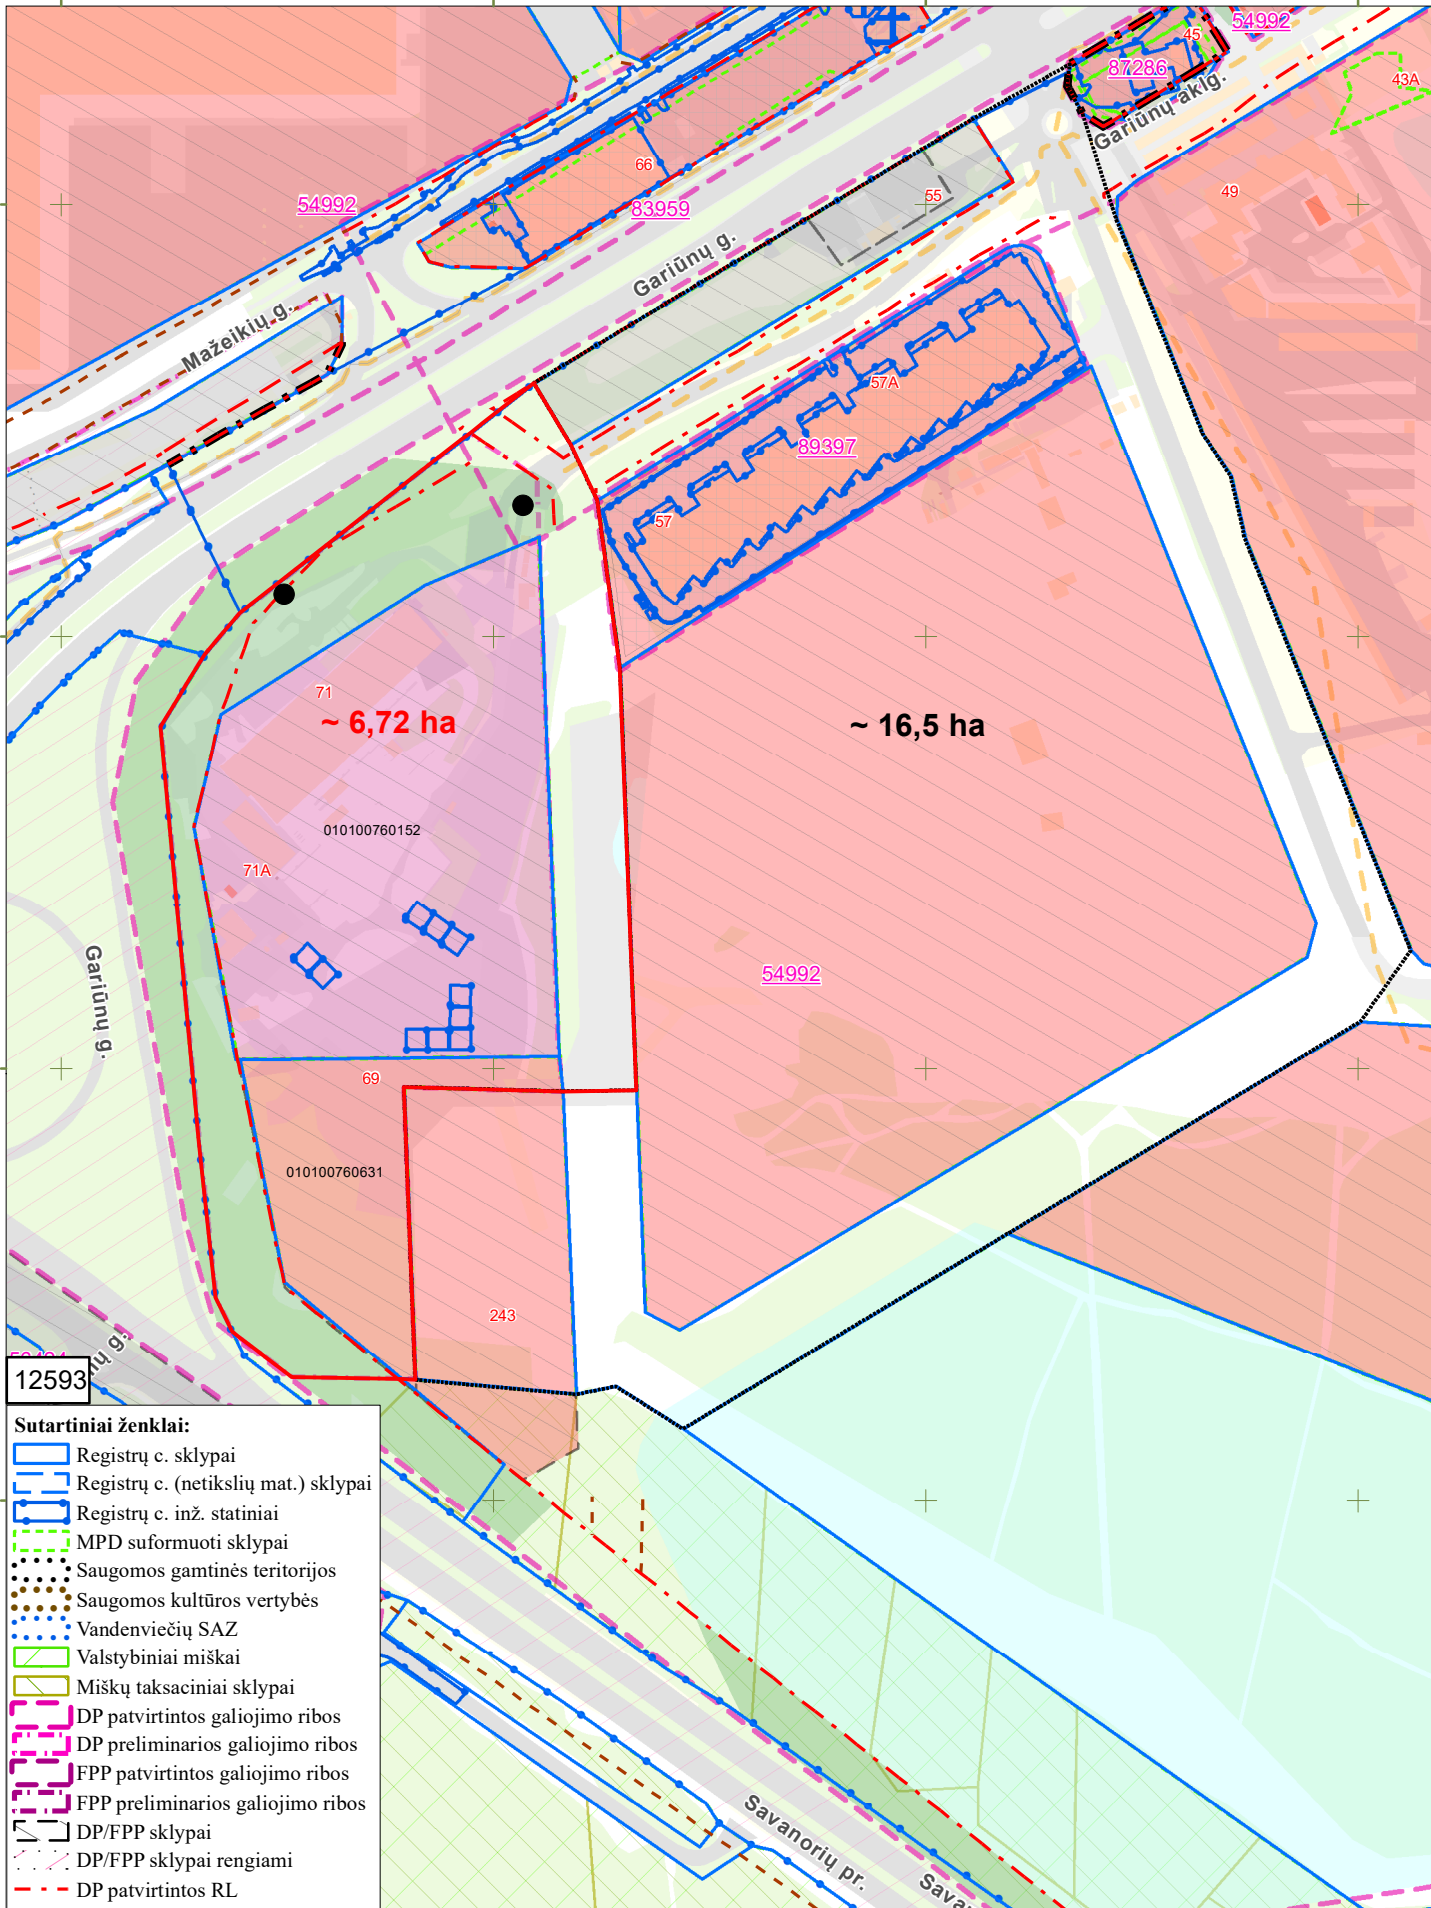 54992
45
87286
43A
Gariūnų aklg.
66
49
54992
83959
55
Gariūnų g.
Mažeikių g.
57A
89397
57
71
~ 6,72 ha
~ 16,5 ha
010100760152
71A
Gariūnų g.
54992
69
010100760631
243
ų g.
12593
Sutartiniai ženklai:
Registrų c. sklypai
Registrų c. (netikslių mat.) sklypai
Registrų c. inž. statiniai
MPD suformuoti sklypai
Saugomos gamtinės teritorijos
Saugomos kultūros vertybės
Vandenviečių SAZ
Valstybiniai miškai
Miškų taksaciniai sklypai
DP patvirtintos galiojimo ribos
DP preliminarios galiojimo ribos
FPP patvirtintos galiojimo ribos
FPP preliminarios galiojimo ribos
DP/FPP sklypai
DP/FPP sklypai rengiami
DP patvirtintos RL
Savanorių pr.
Sava